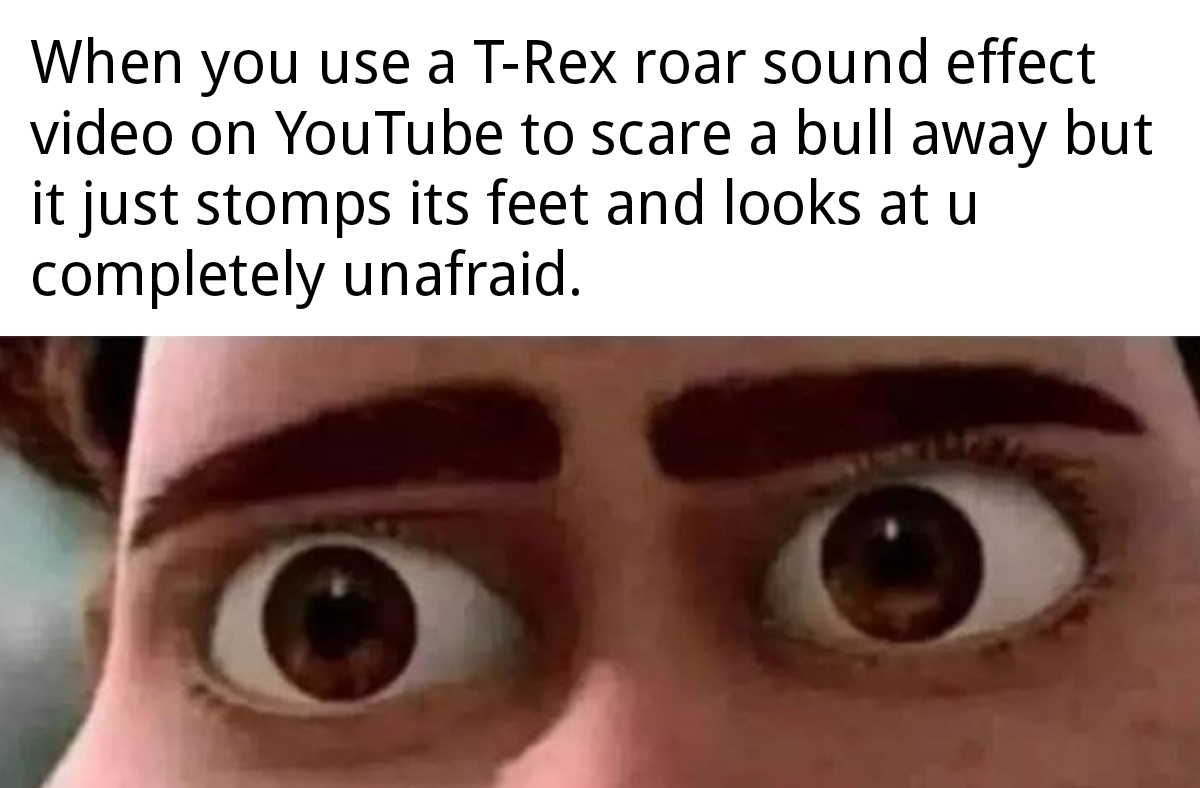 When you use a T-Rex roar sound effect
video on YouTube to scare a bull away but
it just stomps its feet and looks at u
completely unafraid.